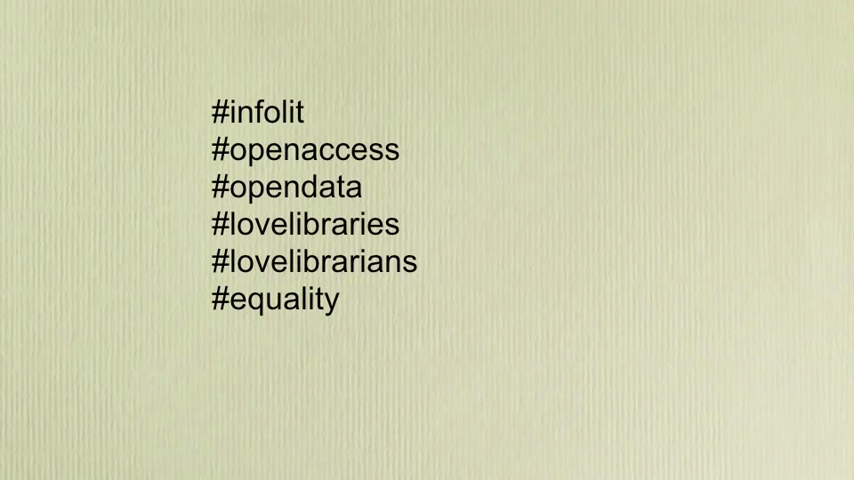 #infolit
#openaccess
#opendata
#lovelibraries
#lovelibrarians
#equality